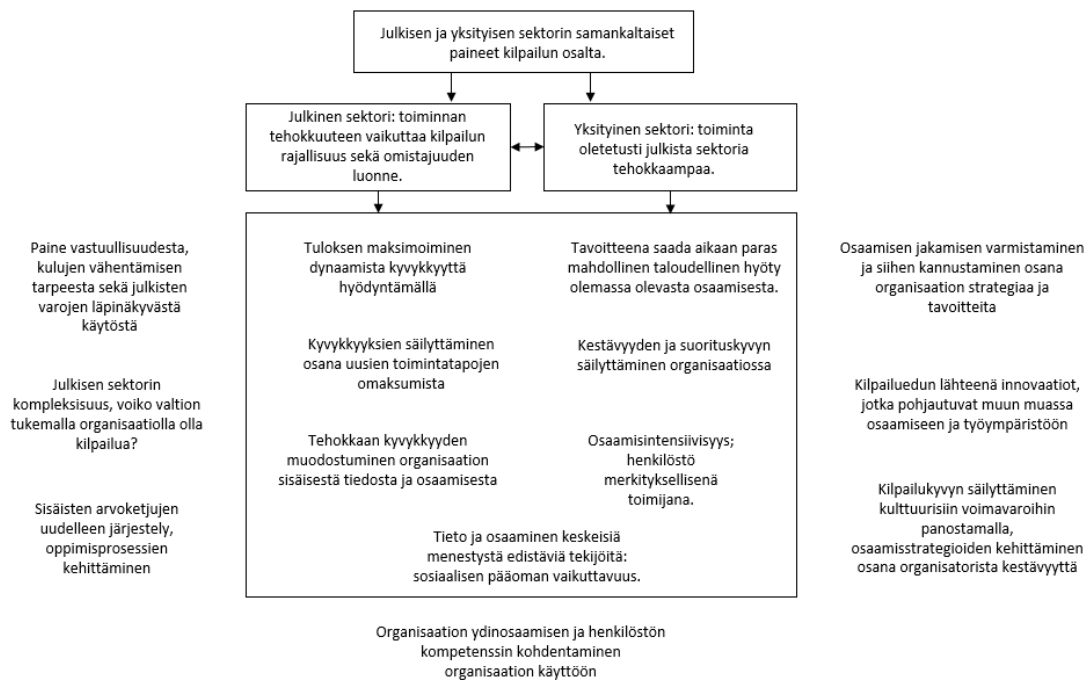 Julkisen ja yksityisen sektorin samankaltaiset
paineet kilpailun osalta.
Julkinen sektori: toiminnan
tehokkuuteen vaikuttaa kilpailun
rajallisuus sekä omistajuuden
luonne.
Yksityinen sektori: toiminta
oletetusti julkista sektoria
tehokkaampaa.
Paine vastuullisuudesta,
kulujen vähentämisen
tarpeesta sekä julkisten
varojen läpinäkyvästä
käytöstä
Julkisen sektorin
kompleksisuus, voiko valtion
tukemalla organisaatiolla olla
kilpailua?
Sisäisten arvoketjujen
uudelleen järjestely,
oppimisprosessien
kehittäminen
Tuloksen maksimoiminen
dynaamista kyvykkyyttä
hyödyntämällä
Kyvykkyyksien säilyttäminen
osana uusien toimintatapojen
omaksumista
Tehokkaan kyvykkyyden
muodostuminen organisaation
sisäisestä tiedosta ja osaamisesta
Tavoitteena saada aikaan paras
mahdollinen taloudellinen hyöty
olemassa olevasta osaamisesta.
Kestävyyden ja suorituskyvyn
säilyttäminen organisaatiossa
Osaamisintensiivisyys;
henkilöstö
merkityksellisenä
toimijana.
Tieto ja osaaminen keskeisiä
menestystä edistäviä tekijöitä:
sosiaalisen pääoman vaikuttavuus.
Osaamisen jakamisen varmistaminen
ja siihen kannustaminen osana
organisaation strategiaa ja
tavoitteita
Kilpailuedun lähteenä innovaatiot,
jotka pohjautuvat muun muassa
osaamiseen ja työympäristöön
Kilpailukyvyn säilyttäminen
kulttuurisiin voimavaroihin
panostamalla,
osaamisstrategioiden kehittäminen
osana organisatorista kestävyyttä
Organisaation ydinosaamisen ja henkilöstön
kompetenssin kohdentaminen
organisaation käyttöön